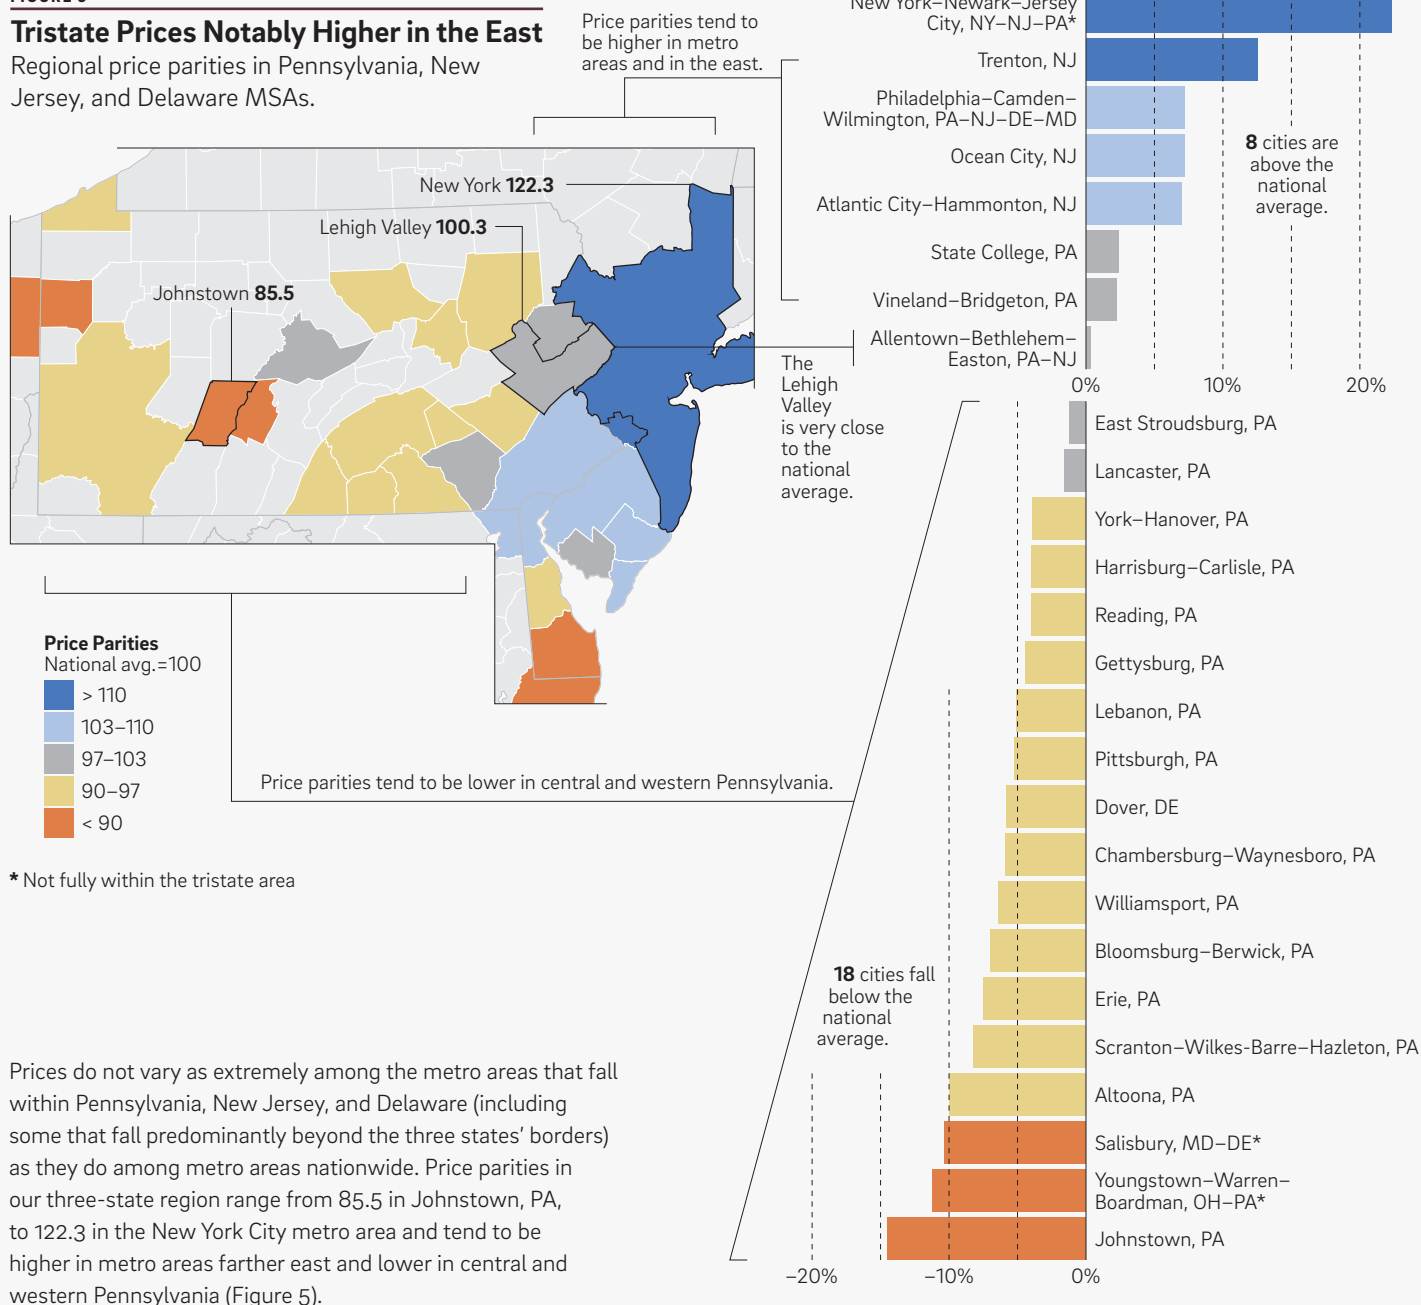 Tristate Prices Notably Higher in the East
Regional price parities in Pennsylvania, New
Jersey, and Delaware MSAs.
Price parities tend to
be higher in metro
areas and in the east.
New York 122.3
Lehigh Valley 100.3
Johnstown 85.5
The
Lehigh
Valley
is very close
to the
national
average.
Price Parities
National avg.=100
> 110
103–110
97–103
90–97
< 90
Price parities tend to be lower in central and western Pennsylvania.
* Not fully within the tristate area
New York–Newark–Jersey
City, NY–NJ–PA*
Trenton, NJ
Philadelphia–Camden–
Wilmington, PA–NJ–DE–MD
Ocean City, NJ
Atlantic City–Hammonton, NJ
State College, PA
Vineland–Bridgeton, PA
Allentown–Bethlehem–
Easton, PA–NJ
8 cities are
above the
national
average.
0% 10% 20%
East Stroudsburg, PA
Lancaster, PA
York–Hanover, PA
Harrisburg–Carlisle, PA
Reading, PA
Gettysburg, PA
Lebanon, PA
Pittsburgh, PA
Dover, DE
Chambersburg–Waynesboro, PA
Williamsport, PA
Bloomsburg–Berwick, PA
Erie, PA
Scranton–Wilkes-Barre–Hazleton, PA
Altoona, PA
Salisbury, MD–DE*
Youngstown–Warren–
Boardman, OH–PA*
Johnstown, PA
18 cities fall
below the
national
average.
–20% –10% 0%
Prices do not vary as extremely among the metro areas that fall
within Pennsylvania, New Jersey, and Delaware (including
some that fall predominantly beyond the three states’ borders)
as they do among metro areas nationwide. Price parities in
our three-state region range from 85.5 in Johnstown, PA,
to 122.3 in the New York City metro area and tend to be
higher in metro areas farther east and lower in central and
western Pennsylvania (Figure 5).